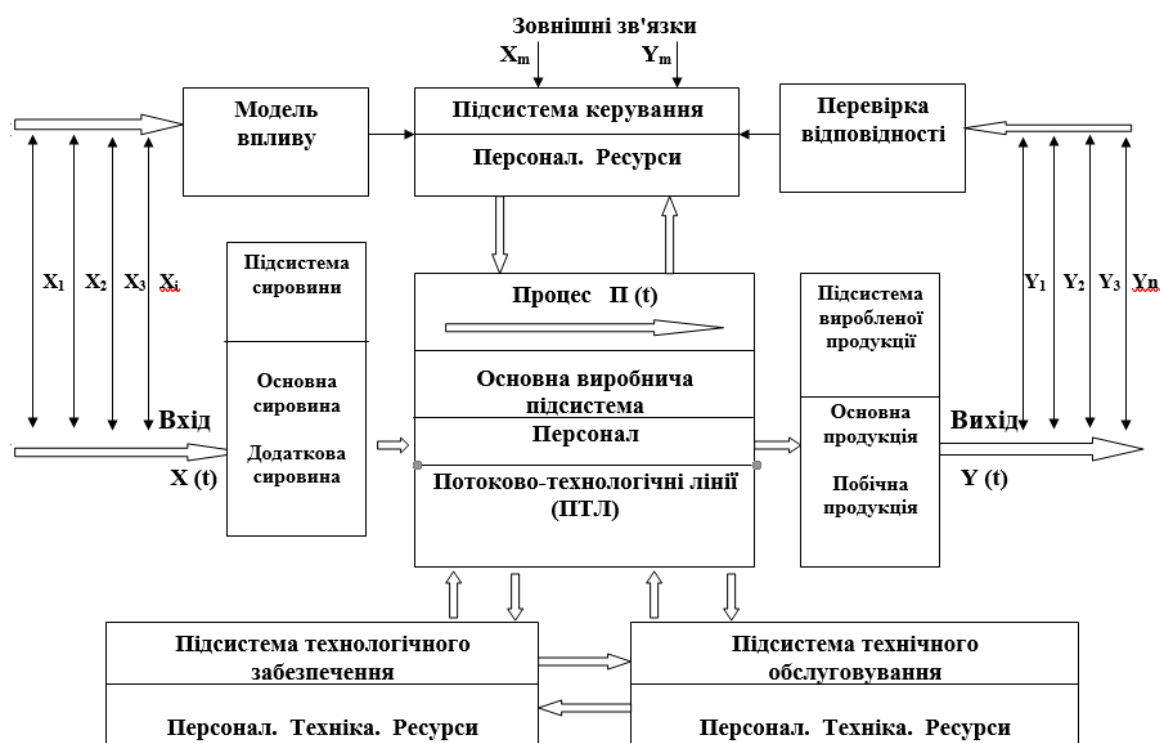 Зовнішні зв'язки
Xm Ym
Модель
впливу
Підсистема керування
Персонал. Ресурси
Перевірка
відповідності
X1 X2 X3 Xi
Підсистема
сировини
Основна
сировина
Додаткова
сировина
Вхід
X (t)
Процес П (t)
Основна виробнича
підсистема
Персонал
Потоково-технологічні лінії
(ПТЛ)
Підсистема
виробленої
продукції
Основна
продукція
Побічна
продукція
Вихід
Y (t)
Y1 Y2 Y3 Yn
Підсистема технологічного
забезпечення
Персонал. Техніка. Ресурси
Підсистема технічного
обслуговування
Персонал. Техніка. Ресурси